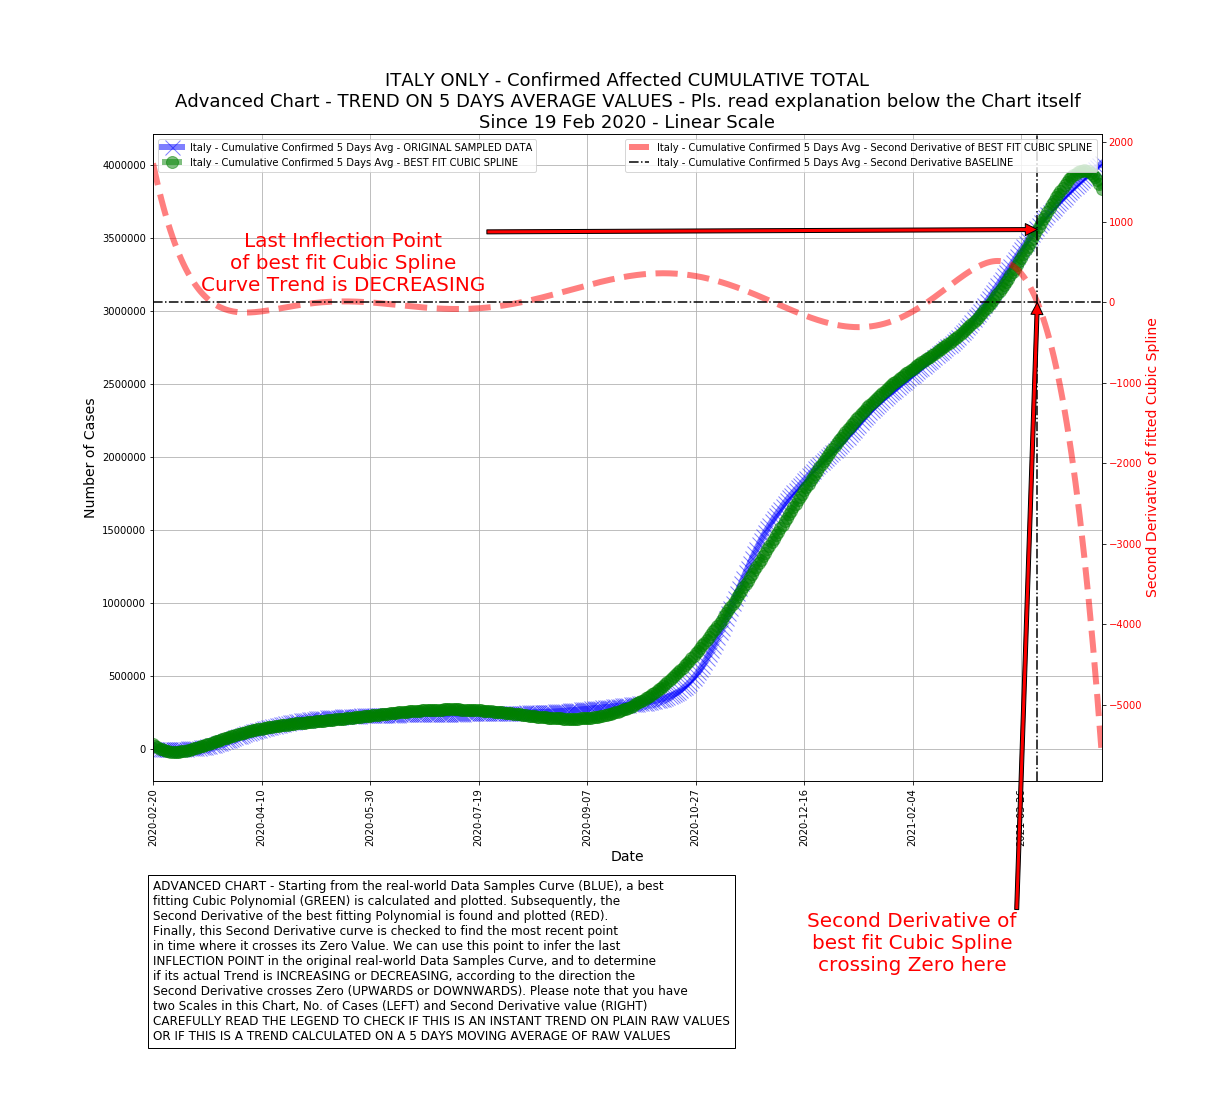 ITALY ONLY - Confirmed Affected CUMULATIVE TOTAL
Advanced Chart - TREND ON 5 DAYS AVERAGE VALUES - Pls. read explanation below the Chart itself
Since 19 Feb 2020 - Linear Scale
Italy - Cumulative Confirmed 5 Days Avg - ORIGINAL SAMPLED DATA
Italy - Cumulative Confirmed 5 Days Avg - BEST FIT CUBIC SPLINE
Italy - Cumulative Confirmed 5 Days Avg - Second Derivative of BEST FIT CUBIC SPLINE
Italy - Cumulative Confirmed 5 Days Avg - Second Derivative BASELINE
Last Inflection Point
of best fit Cubic Spline
Curve Trend is DECREASING
Number of Cases
4000000
3500000
3000000
2500000
2000000
1500000
1000000
500000
0
2000
1000
0
−1000
−2000
−3000
−4000
−5000
Second Derivative of fitted Cubic Spline
2020-02-20
2020-04-10
2020-05-30
2020-07-19
2020-09-07
2020-10-27
2020-12-16
2021-02-04
Date
Second Derivative of
best fit Cubic Spline
crossing Zero here
ADVANCED CHART - Starting from the real-world Data Samples Curve (BLUE), a best
fitting Cubic Polynomial (GREEN) is calculated and plotted. Subsequently, the
Second Derivative of the best fitting Polynomial is found and plotted (RED).
Finally, this Second Derivative curve is checked to find the most recent point
in time where it crosses its Zero Value. We can use this point to infer the last
INFLECTION POINT in the original real-world Data Samples Curve, and to determine
if its actual Trend is INCREASING or DECREASING, according to the direction the
Second Derivative crosses Zero (UPWARDS or DOWNWARDS). Please note that you have
two Scales in this Chart, No. of Cases (LEFT) and Second Derivative value (RIGHT)
CAREFULLY READ THE LEGEND TO CHECK IF THIS IS AN INSTANT TREND ON PLAIN RAW VALUES
OR IF THIS IS A TREND CALCULATED ON A 5 DAYS MOVING AVERAGE OF RAW VALUES